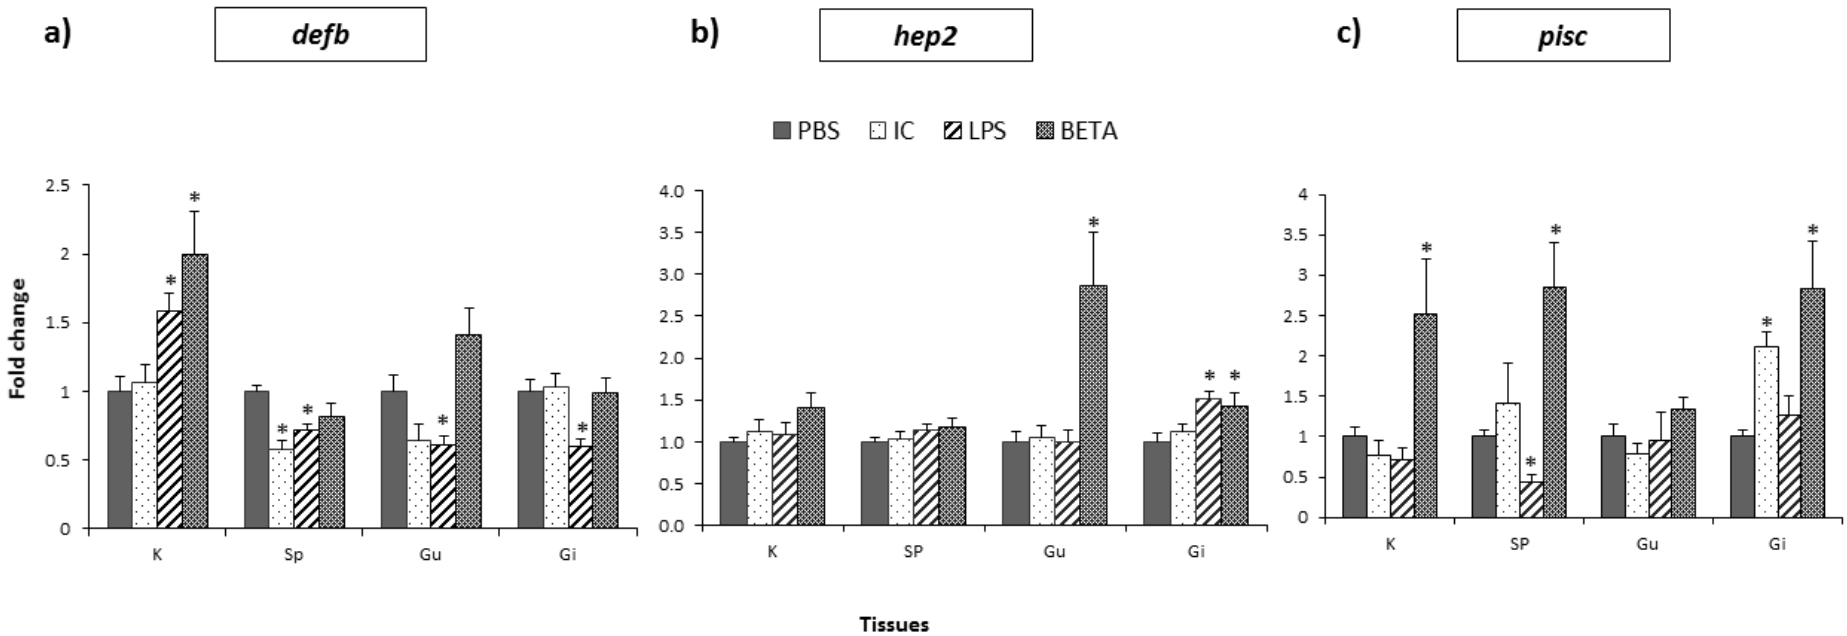 a) defb
b) hep2
c) pisc
PBS IC LPS BETA
Fold change
2.5
2
1.5
1
0.5
0
* * * * * *
K Sp Gu Gi
4.0
3.5
3.0
2.5
2.0
1.5
1.0
0.5
0.0
* * *
K SP Gu Gi
4
3.5
3
2.5
2
1.5
1
0.5
0
* * * * *
K SP Gu Gi
Tissues